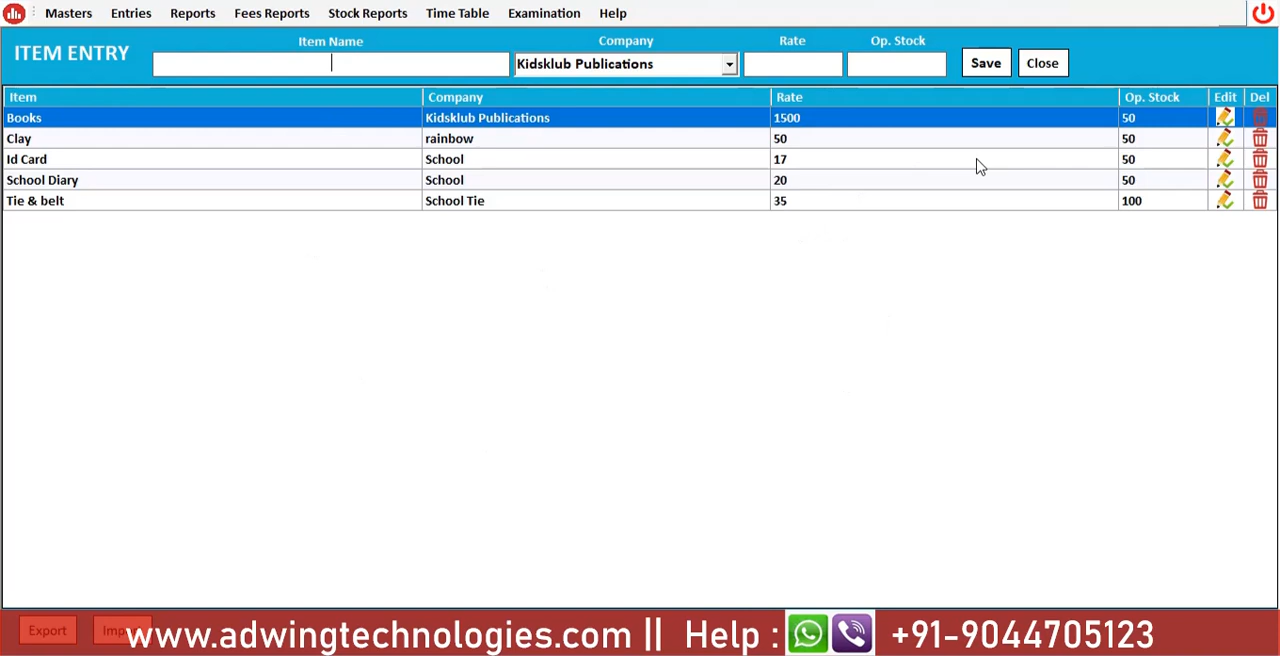 Masters Entries Reports Fees Reports Stock Reports Time Table Examination Help
ITEM ENTRY
Item Name Company Rate Op. Stock
Kidsklub Publications Save Close
Item Company Rate Op. Stock Edit Del
Books Kidsklub Publications 1500 50
Clay rainbow 50 50
Id Card School 17 50
School Diary School 20 50
Tie & belt School Tie 35 100
Export
www.adwingtechnologies.com || Help : +91-9044705123